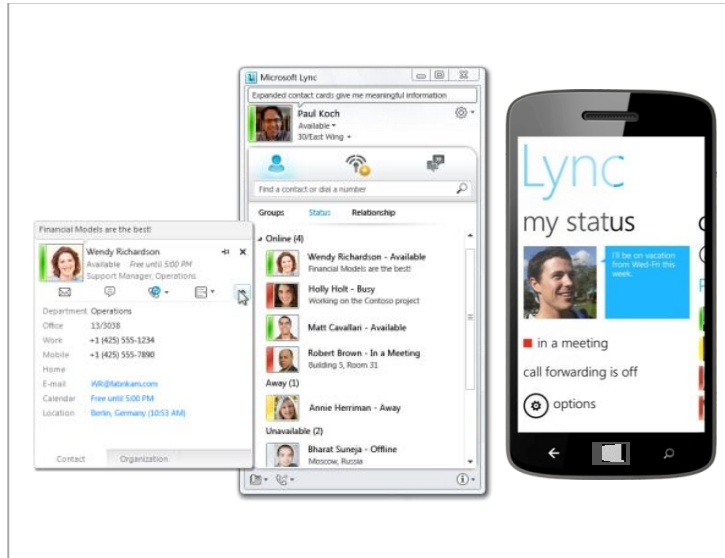 Financial Models are the best!
Wendy Richardson
Available   Free until 5:00 PM
Support Manager, Operations
Department Operations
Office 13/3038
Work +1 (425) 555-1234
Mobile +1 (425) 555-7890
Home
E-mail WR@fabrikam.com
Calendar Free until 5:00 PM
Location Berlin, Germany (10:53 AM)
Contact Organization
Microsoft Lync
Expanded contact cards give me meaningful information
Paul Koch
Available
30/East Wing
Find a contact or dial a number
Groups Status Relationship
Online (4)
Wendy Richardson - Available
Financial Models are the best!
Holly Holt - Busy
Working on the Contoso project
Matt Cavallari - Available
Robert Brown - In a Meeting
Building 5, Room 31
Away (1)
Annie Herriman - Away
Unavailable (2)
Bharat Suneja - Offline
Moscow, Russia
Lync
my status
I'll be on vacation
from Wed-Fri this
week.
in a meeting
call forwarding is off
options